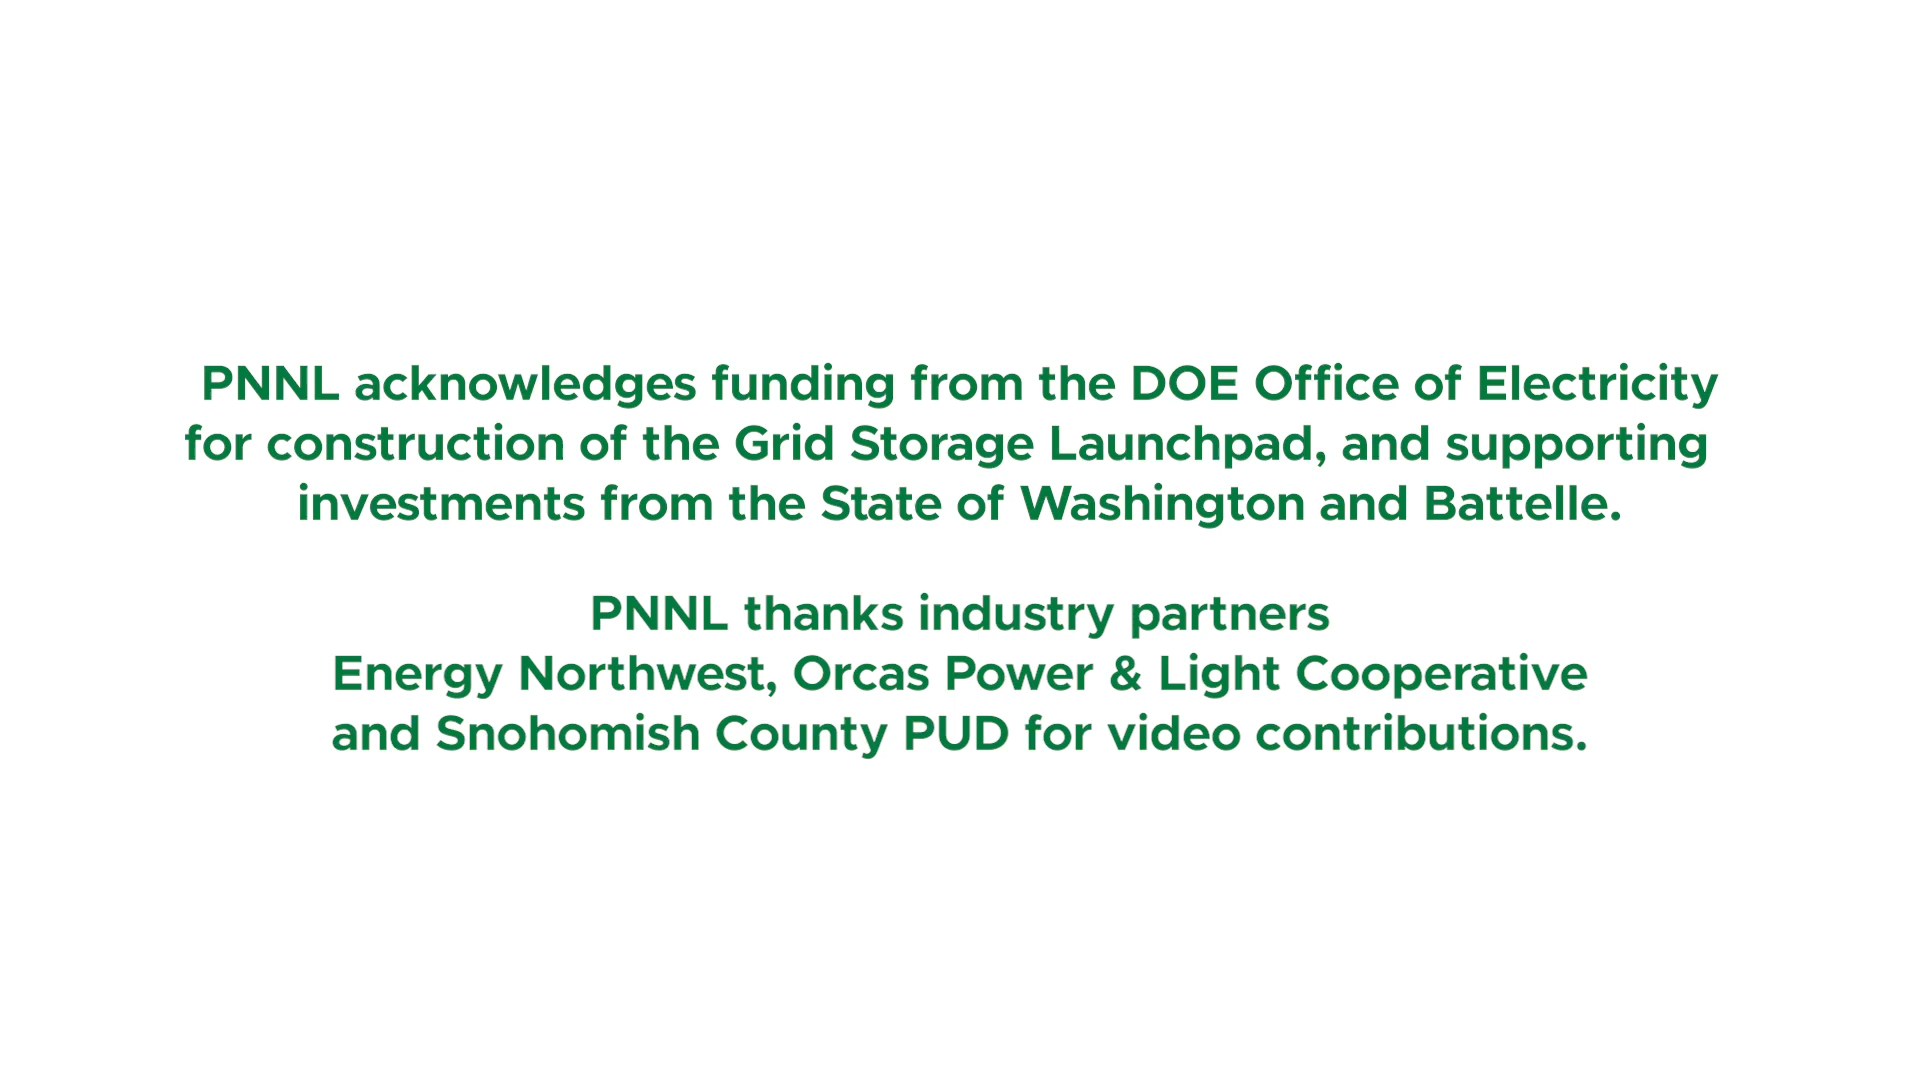 PNNL acknowledges funding from the DOE Office of Electricity
for construction of the Grid Storage Launchpad, and supporting
investments from the State of Washington and Battelle.
PNNL thanks industry partners
Energy Northwest, Orcas Power & Light Cooperative
and Snohomish County PUD for video contributions.